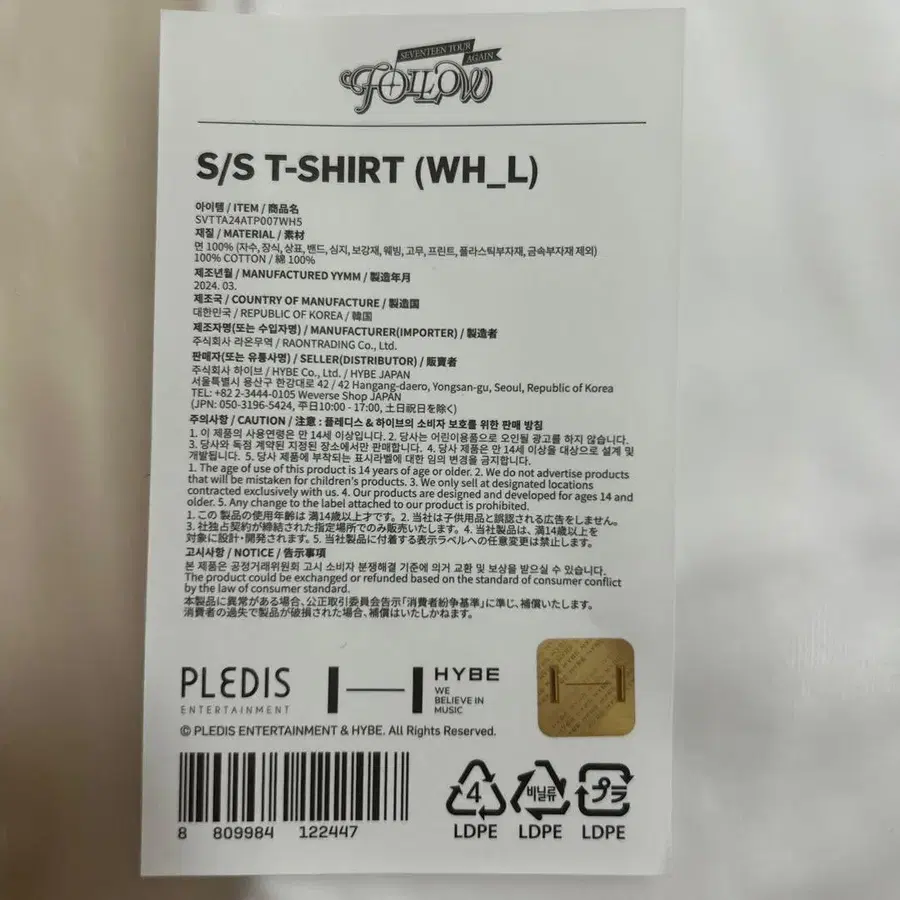 SEVENTEEN TOUR
AGAIN
FOLLOW
S/S T-SHIRT (WH_L)
아이템 / ITEM / 商品名
SVTTA24ATP007WH5
재질 / MATERIAL / 素材
면 100% (자수, 장식, 상표, 밴드, 심지, 보강재, 웨빙, 고무, 프린트, 플라스틱부자재, 금속부자재 제외)
100% COTTON / 綿 100%
제조년월 / MANUFACTURED YYMM / 製造年月
2024. 03.
제조국 / COUNTRY OF MANUFACTURE / 製造国
대한민국 / REPUBLIC OF KOREA / 韓国
제조자명(또는 수입자명) / MANUFACTURER(IMPORTER) / 製造者
주식회사 라온무역 / RAONTRADING Co., Ltd.
판매자(또는 유통사명) / SELLER(DISTRIBUTOR) / 販賣者
주식회사 하이브 / HYBE Co., Ltd. / HYBE JAPAN
서울특별시 용산구 한강대로 42 / 42 Hangang-daero, Yongsan-gu, Seoul, Republic of Korea
TEL: +82 2-3444-0105 Weverse Shop JAPAN
(JPN: 050-3196-5424, 平日10:00 - 17:00, 土日祝日を除く)
주의사항 / CAUTION / 注意 : 플레디스 & 하이브의 소비자 보호를 위한 판매 방침
1. 이 제품의 사용연령은 만 14세 이상입니다. 2. 당사는 어린이용품으로 오인될 광고를 하지 않습니다.
3. 당사와 독점 계약된 지정된 장소에서만 판매합니다. 4. 당사 제품은 만 14세 이상을 대상으로 설계 및
개발됩니다. 5. 당사 제품에 부착되는 표시라벨에 대한 임의 변경을 금지합니다.
1. The age of use of this product is 14 years of age or older. 2. We do not advertise products
that will be mistaken for children's products. 3. We only sell at designated locations
contracted exclusively with us. 4. Our products are designed and developed for ages 14 and
older. 5. Any change to the label attached to our product is prohibited.
1. この 製品の使用年齢は 満14歳以上才です。2. 当社は子供用品と誤認される広告をしません。
3. 社独占契約が締結された指定場所でのみ販売いたします。4. 当社製品は、満14歳以上を
対象に設計・開発されます。5. 当社製品に付着する表示ラベルへの任意変更は禁止します。
고시사항 / NOTICE / 告示事項
본 제품은 공정거래위원회 고시 소비자 분쟁해결 기준에 의거 교환 및 보상을 받으실 수 있습니다.
The product could be exchanged or refunded based on the standard of consumer conflict
by the law of consumer standard.
本製品に異常がある場合、公正取引委員会告示「消費者紛争基準」に準じ、補償いたします。
消費者の過失で製品が破損された場合、補償はいたしかねます。
PLEDIS
ENTERTAINMENT
HYBE
WE
BELIEVE IN
MUSIC
© PLEDIS ENTERTAINMENT & HYBE. All Rights Reserved.
8 809984 122447
4
LDPE
비닐류
LDPE
プラ
LDPE